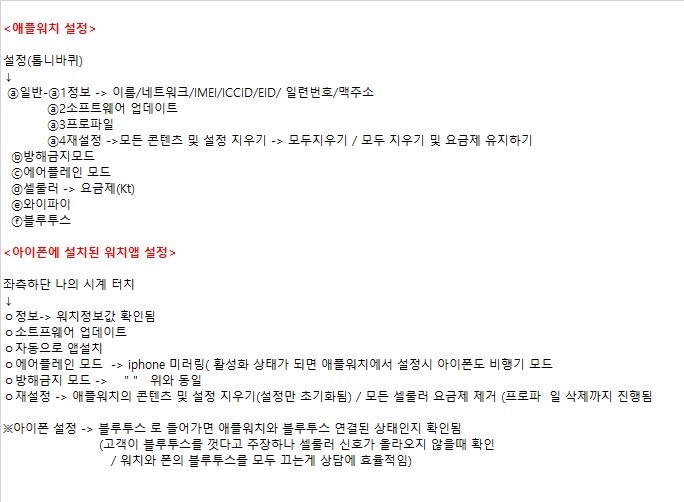 <애플워치 설정>
설정(톱니바퀴)
↓
ⓐ일반-ⓐ1정보 -> 이름/네트워크/IMEI/ICCID/EID/ 일련번호/맥주소
ⓐ2소프트웨어 업데이트
ⓐ3프로파일
ⓐ4재설정 ->모든 콘텐츠 및 설정 지우기 -> 모두지우기 / 모두 지우기 및 요금제 유지하기
ⓑ방해금지모드
ⓒ에어플레인 모드
ⓓ셀룰러 -> 요금제(Kt)
ⓔ와이파이
ⓕ블루투스
<아이폰에 설치된 워치앱 설정>
좌측하단 나의 시계 터치
↓
ㅇ정보-> 워치정보값 확인됨
ㅇ소트프웨어 업데이트
ㅇ자동으로 앱설치
ㅇ에어플레인 모드 -> iphone 미러링( 활성화 상태가 되면 애플워치에서 설정시 아이폰도 비행기 모드
ㅇ방해금지 모드 -> " " 위와 동일
ㅇ재설정 -> 애플워치의 콘텐츠 및 설정 지우기(설정만 초기화됨) / 모든 셀룰러 요금제 제거 (프로파 일 삭제까지 진행됨
※아이폰 설정 -> 블루투스 로 들어가면 애플워치와 블루투스 연결된 상태인지 확인됨
(고객이 블루투스를 껏다고 주장하나 셀룰러 신호가 올라오지 않을때 확인
/ 워치와 폰의 블루투스를 모두 끄는게 상담에 효율적임)